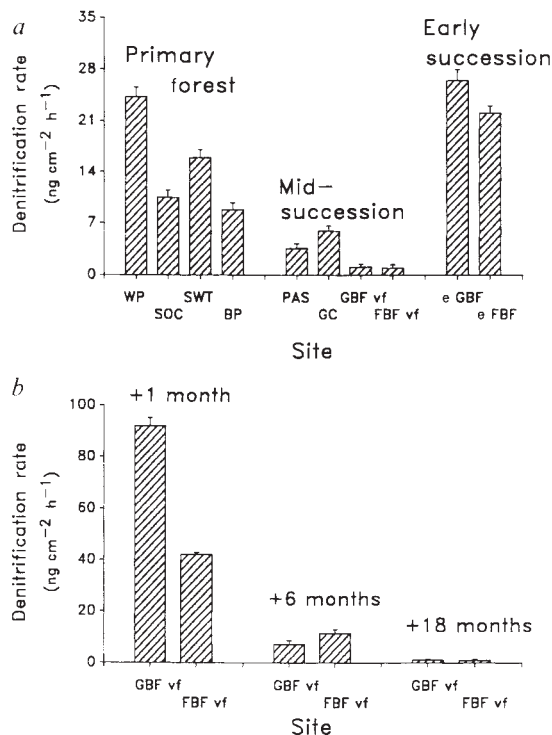 a
Denitrification rate
(ng cm⁻² h⁻¹)
35
28
21
14
7
0
Primary
forest
Mid-
succession
Early
succession
WP SWT PAS GBF vf e GBF
SOC BP GC FBF vf e FBF
Site
b
Denitrification rate
(ng cm⁻² h⁻¹)
100
80
60
40
20
0
+1 month
+6 months
+18 months
GBF vf GBF vf GBF vf
FBF vf FBF vf FBF vf
Site